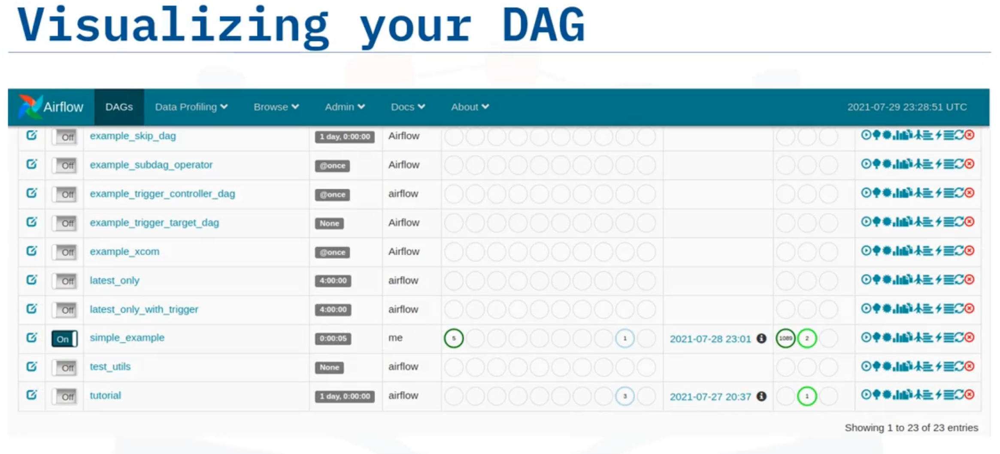 Visualizing your DAG
Airflow DAGs Data Profiling Browse Admin Docs About 2021-07-29 23:28:51 UTC
Off example_skip_dag 1 day, 0:00:00 Airflow
Off example_subdag_operator @once Airflow
Off example_trigger_controller_dag @once airflow
Off example_trigger_target_dag None Airflow
Off example_xcom @once Airflow
Off latest_only 4:00:00 airflow
Off latest_only_with_trigger 4:00:00 airflow
On simple_example 0:00:05 me 5 1 2021-07-28 23:01 1089 2
Off test_utils None airflow
Off tutorial 1 day, 0:00:00 airflow 3 2021-07-27 20:37 1
Showing 1 to 23 of 23 entries